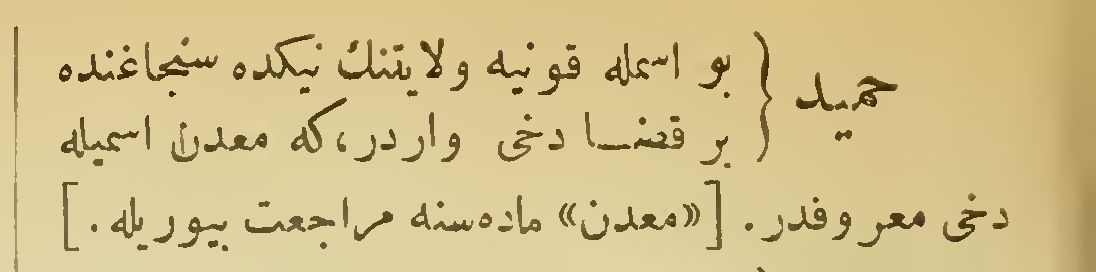 حمید { بو اسمله قونیه ولایتنك نیكده سنجاغنده
بر قضـا دخی واردر، كه معدن اسمیله
دخی معروفدر. [«معدن» مادهسنه مراجعت بیوریله.]